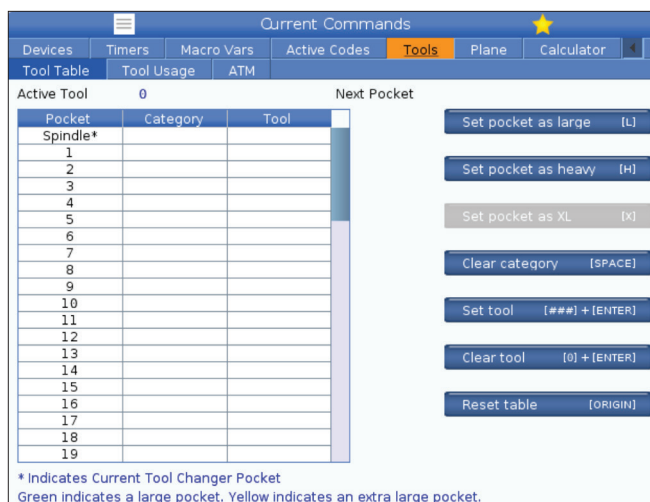 Current Commands
Devices Timers Macro Vars Active Codes Tools Plane Calculator
Tool Table Tool Usage ATM
Active Tool 0 Next Pocket
Pocket Category Tool
Spindle*
1
2
3
4
5
6
7
8
9
10
11
12
13
14
15
16
17
18
19
Set pocket as large [L]
Set pocket as heavy [H]
Set pocket as XL [X]
Clear category [SPACE]
Set tool [###]+[ENTER]
Clear tool [0]+[ENTER]
Reset table [ORIGIN]
* Indicates Current Tool Changer Pocket
Green indicates a large pocket. Yellow indicates an extra large pocket.